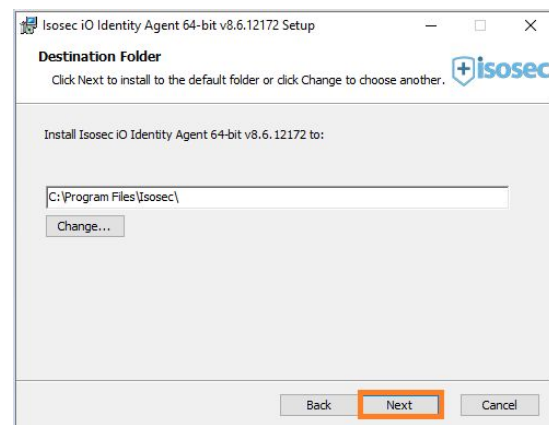 Isosec iO Identity Agent 64-bit v8.6.12172 Setup
Destination Folder
Click Next to install to the default folder or click Change to choose another.
isosec
Install Isosec iO Identity Agent 64-bit v8.6.12172 to:
C:\Program Files\Isosec\
Change...
Back Next Cancel